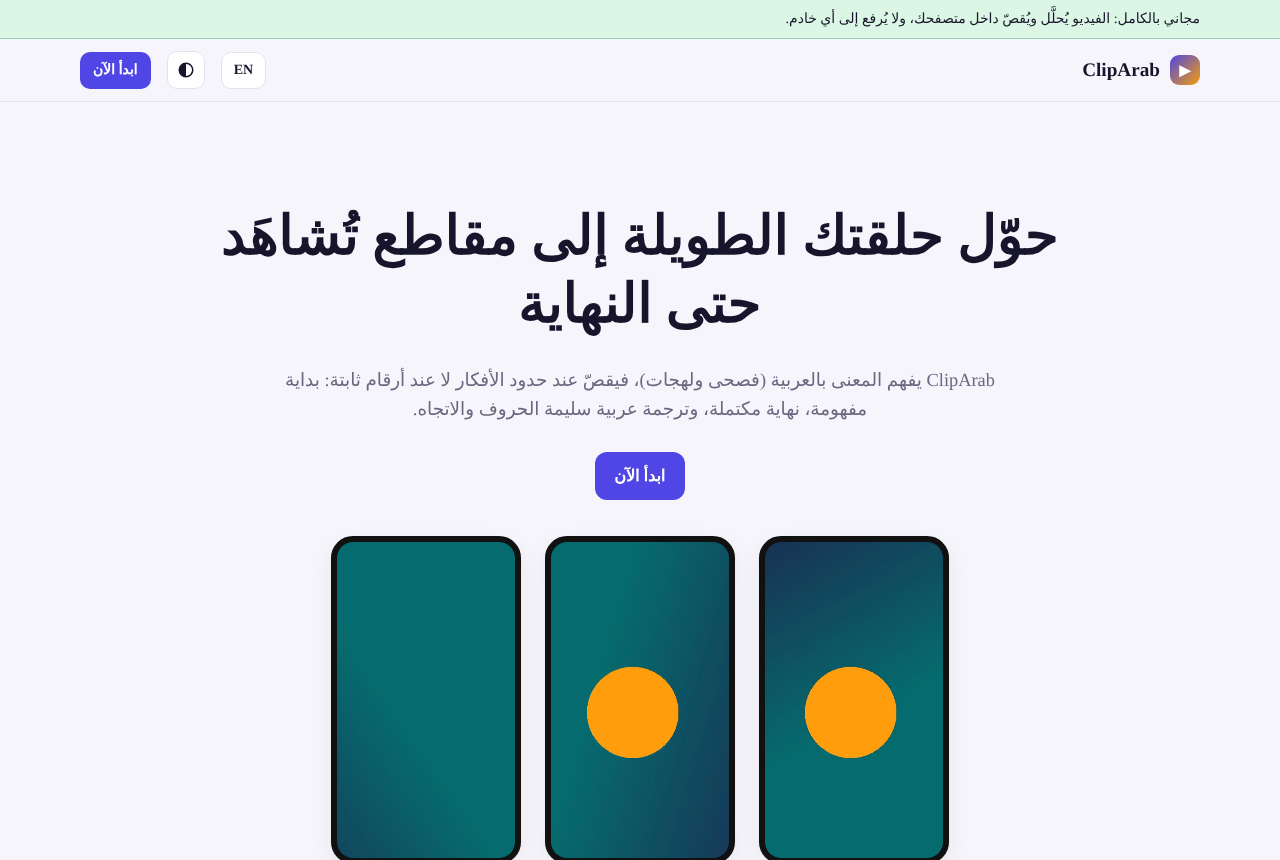 مجاني بالكامل: الفيديو يُحلَّل ويُقصّ داخل متصفحك، ولا يُرفع إلى أي خادم.
ClipArab
EN
ابدأ الآن
حوّل حلقتك الطويلة إلى مقاطع تُشاهَد
حتى النهاية
ClipArab يفهم المعنى بالعربية (فصحى ولهجات)، فيقصّ عند حدود الأفكار لا عند أرقام ثابتة: بداية
مفهومة، نهاية مكتملة، وترجمة عربية سليمة الحروف والاتجاه.
ابدأ الآن